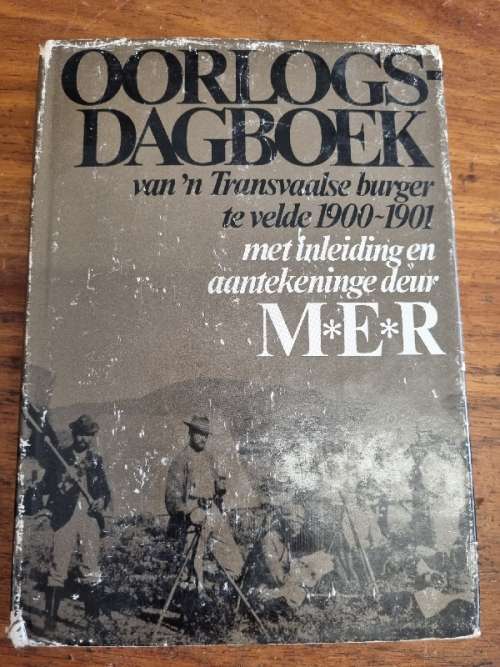 OORLOGS-
DAGBOEK
van 'n Transvaalse burger
te velde 1900~1901
met inleiding en
aantekeninge deur
M*E*R